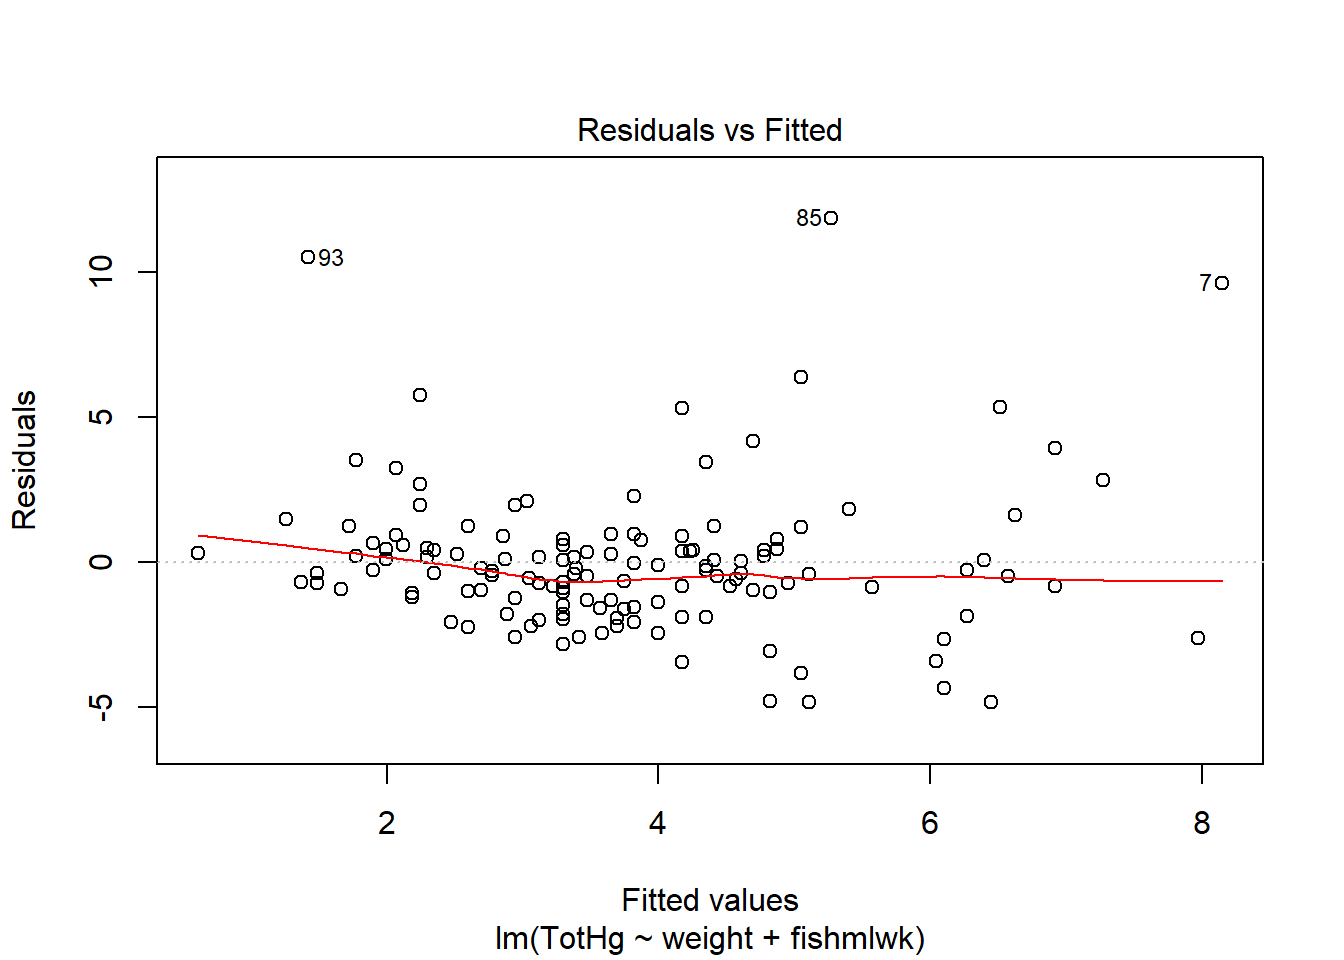 Residuals vs Fitted
Residuals
10
5
0
-5
93
85
7
2 4 6 8
Fitted values
lm(TotHg ~ weight + fishmlwk)